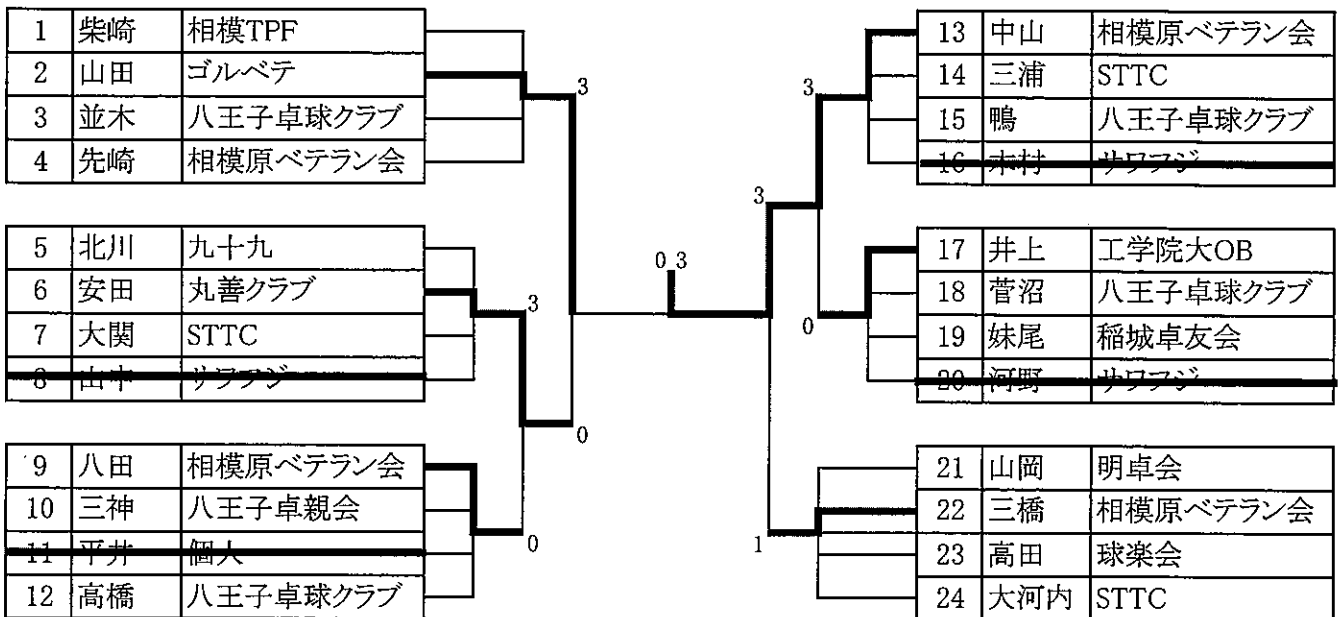 1 柴崎 相模TPF
2 山田 ゴルベテ
3 並木 八王子卓球クラブ
4 先崎 相模原ベテラン会
5 北川 九十九
6 安田 丸善クラブ
7 大関 STTC
8 山中 サワフジ
9 八田 相模原ベテラン会
10 三神 八王子卓親会
11 平井 個人
12 高橋 八王子卓球クラブ
3
3
0
0
0 3
3
3
0
1
13 中山 相模原ベテラン会
14 三浦 STTC
15 鴨 八王子卓球クラブ
16 木村 サワフジ
17 井上 工学院大OB
18 菅沼 八王子卓球クラブ
19 妹尾 稲城卓友会
20 河野 サワフジ
21 山岡 明卓会
22 三橋 相模原ベテラン会
23 高田 球楽会
24 大河内 STTC